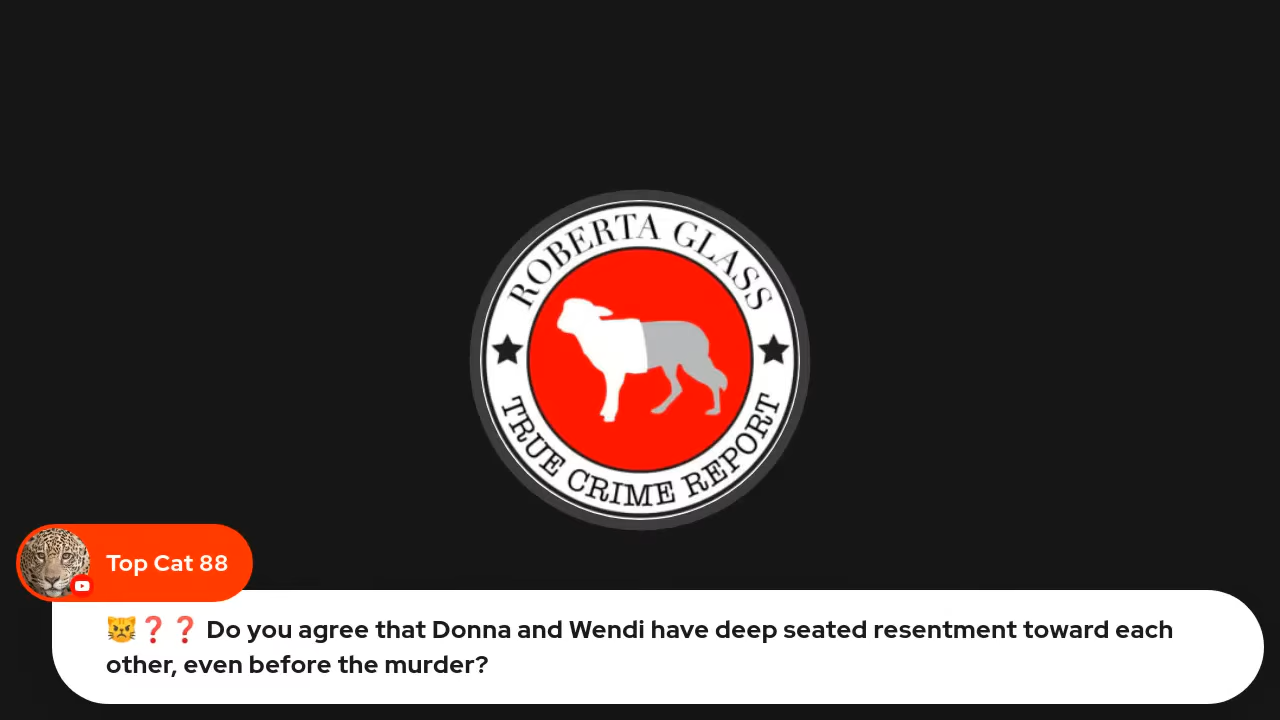 ROBERTA GLASS
TRUE CRIME REPORT
Top Cat 88
😾❓❓ Do you agree that Donna and Wendi have deep seated resentment toward each
other, even before the murder?